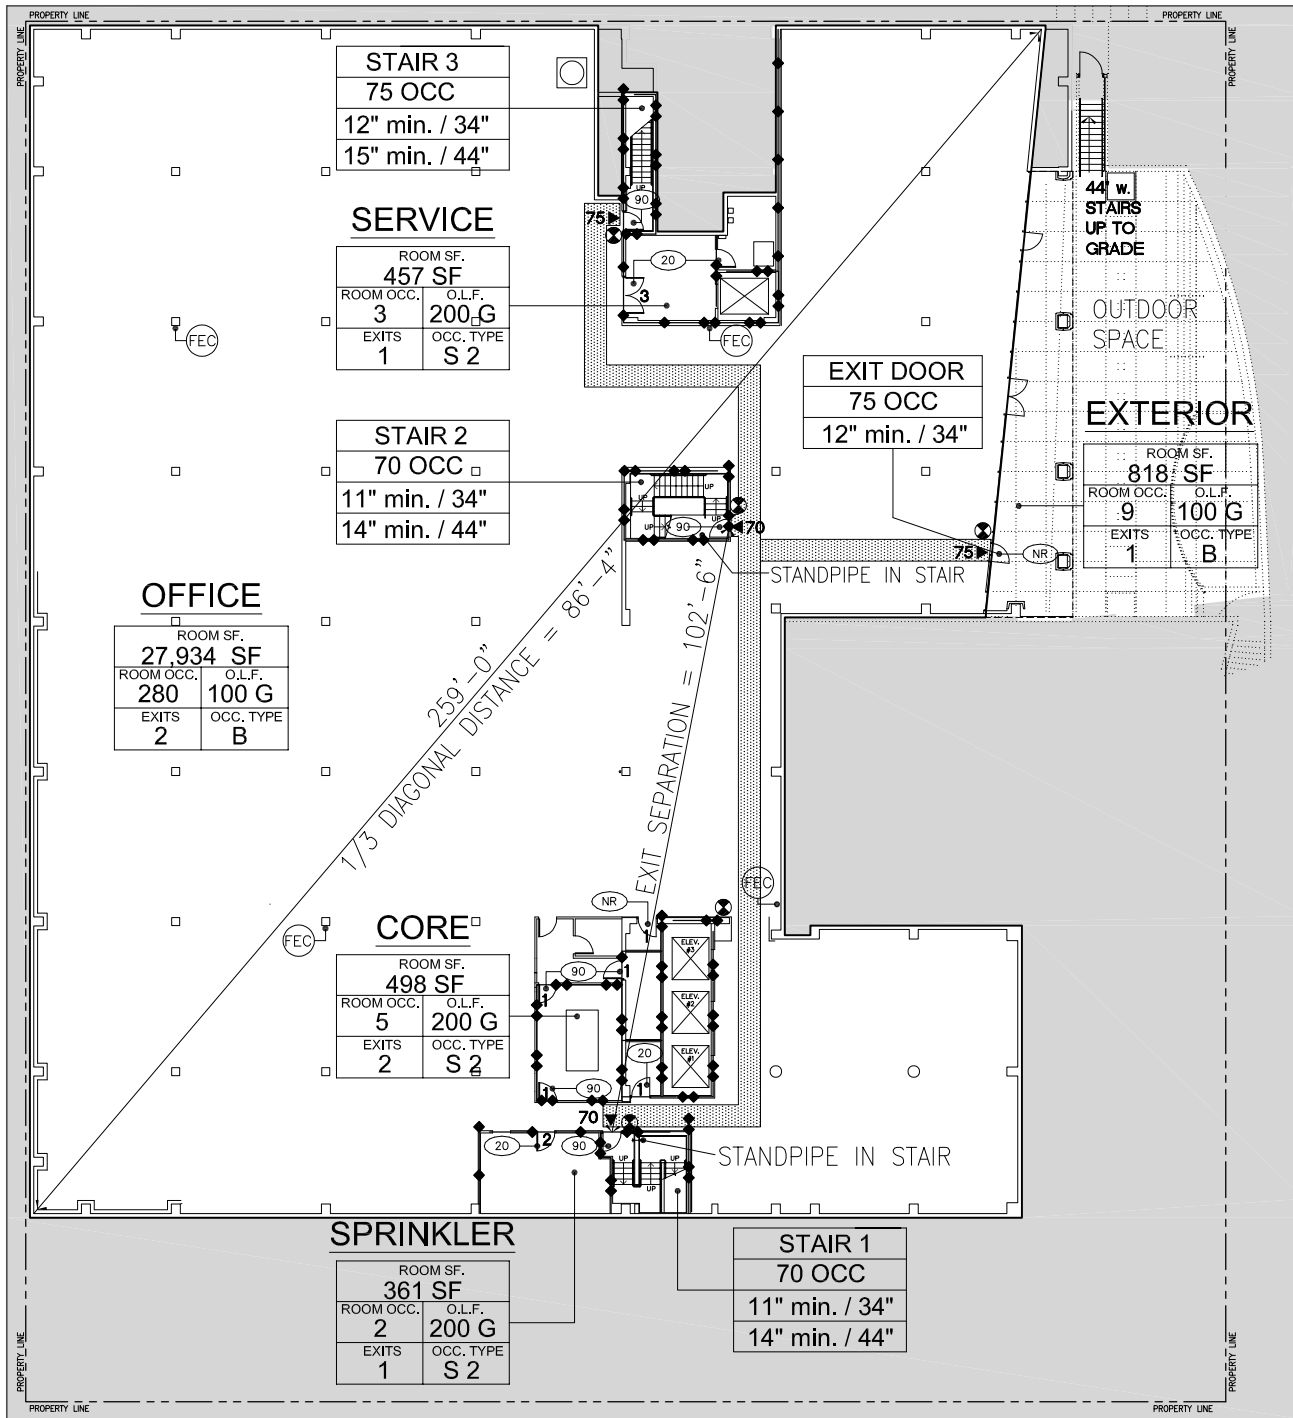 PROPERTY LINE
PROPERTY LINE
PROPERTY LINE
PROPERTY LINE
STAIR 3
75 OCC
12" min. / 34"
15" min. / 44"
UP
90
75
44' w.
STAIRS
UP TO
GRADE
SERVICE
ROOM SF.
457 SF
ROOM OCC. O.L.F.
3 200 G
EXITS OCC. TYPE
1 S 2
20
3
FEC
FEC
OUTDOOR
SPACE
EXIT DOOR
75 OCC
12" min. / 34"
EXTERIOR
ROOM SF.
818 SF
ROOM OCC. O.L.F.
9 100 G
EXITS OCC. TYPE
1 B
STAIR 2
70 OCC
11" min. / 34"
14" min. / 44"
UP
UP
UP
UP
UP
90
70
75
NR
STANDPIPE IN STAIR
OFFICE
ROOM SF.
27,934 SF
ROOM OCC. O.L.F.
280 100 G
EXITS OCC. TYPE
2 B
259'-0"
1/3 DIAGONAL DISTANCE = 86'-4"
EXIT SEPARATION = 102'-6"
FEC
NR
1
FEC
CORE
ROOM SF.
498 SF
ROOM OCC. O.L.F.
5 200 G
EXITS OCC. TYPE
2 S 2
90
1
1
ELEV.
#3
ELEV.
#2
ELEV.
#1
20
1
90
1
70
20
2
90
UP
UP
UP
STANDPIPE IN STAIR
SPRINKLER
ROOM SF.
361 SF
ROOM OCC. O.L.F.
2 200 G
EXITS OCC. TYPE
1 S 2
STAIR 1
70 OCC
11" min. / 34"
14" min. / 44"
PROPERTY LINE
PROPERTY LINE
PROPERTY LINE
PROPERTY LINE